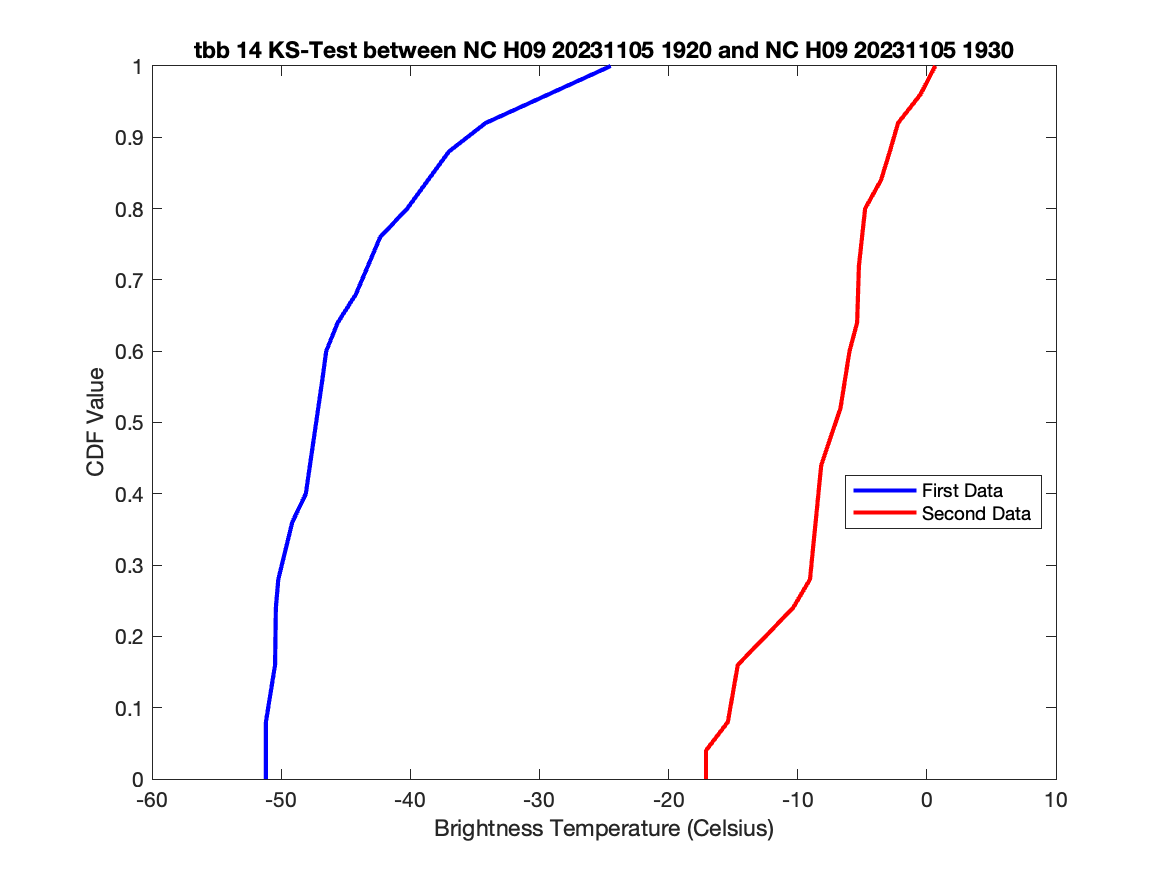 tbb 14 KS-Test between NC H09 20231105 1920 and NC H09 20231105 1930
1
0.9
0.8
0.7
0.6
0.5
0.4
0.3
0.2
0.1
0
CDF Value
First Data
Second Data
-60 -50 -40 -30 -20 -10 0 10
Brightness Temperature (Celsius)